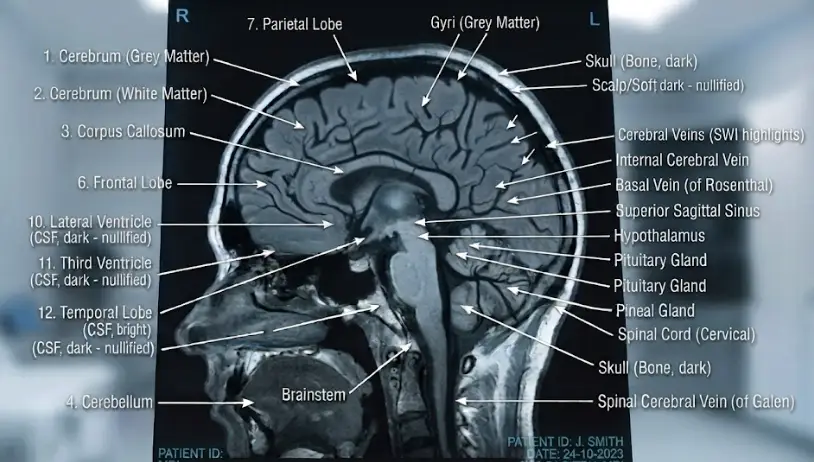 R
L
7. Parietal Lobe
Gyri (Grey Matter)
1. Cerebrum (Grey Matter)
2. Cerebrum (White Matter)
3. Corpus Callosum
6. Frontal Lobe
10. Lateral Ventricle
(CSF, dark - nullified)
11. Third Ventricle
(CSF, dark - nullified)
12. Temporal Lobe
(CSF, bright)
(CSF, dark - nullified)
4. Cerebellum
Brainstem
Skull (Bone, dark)
Scalp/Soft dark - nullified)
Cerebral Veins (SWI highlights)
Internal Cerebral Vein
Basal Vein (of Rosenthal)
Superior Sagittal Sinus
Hypothalamus
Pituitary Gland
Pituitary Gland
Pineal Gland
Spinal Cord (Cervical)
Skull (Bone, dark)
Spinal Cerebral Vein (of Galen)
PATIENT ID:
PATIENT ID: J. SMITH
DATE: 24-10-2023